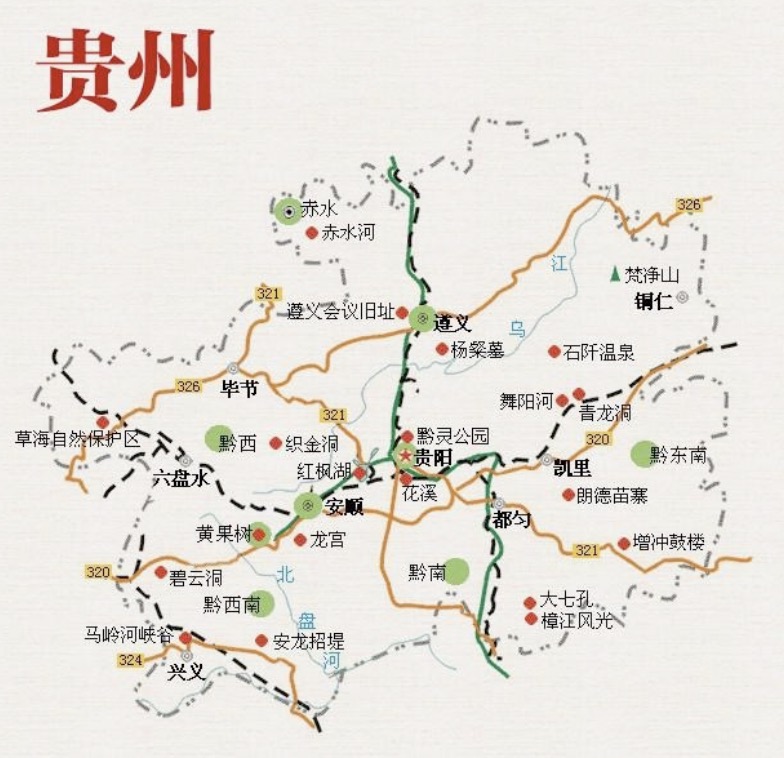 贵州
赤水
赤水河
326
江
梵净山
铜仁
321
遵义会议旧址
遵义
乌
杨粲墓
石阡温泉
326
毕节
舞阳河
青龙洞
321
草海自然保护区
黔西
织金洞
黔灵公园
320
贵阳
黔东南
红枫湖
凯里
六盘水
花溪
朗德苗寨
安顺
都匀
黄果树
龙宫
增冲鼓楼
321
320
碧云洞
北
黔南
黔西南
大七孔
盘
樟江风光
马岭河峡谷
安龙招堤
324
河
兴义